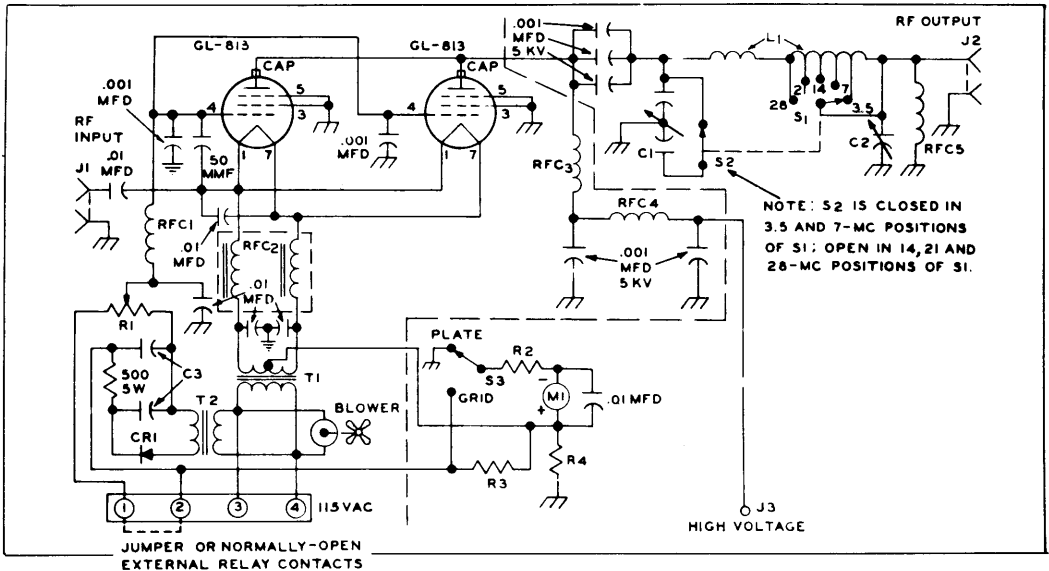 GL-813
GL-813
.001
MFD
5 KV
L1
RF OUTPUT
J2
CAP
CAP
.001
MFD
RF
INPUT
4
5
3
4
5
3
28
21
14
7
3.5
S1
J1
.01
MFD
50
MMF
1
7
.001
MFD
1
7
RFC3
C1
S2
C2
RFC5
RFC1
.01
MFD
RFC2
RFC4
NOTE: S2 IS CLOSED IN
3.5 AND 7-MC POSITIONS
OF S1; OPEN IN 14, 21 AND
28-MC POSITIONS OF S1.
.01
MFD
.001
MFD
5 KV
R1
PLATE
R2
500
5W
C3
T1
S3
M1
-
+
.01 MFD
T2
BLOWER
GRID
CR1
R3
R4
1
2
3
4
115 VAC
J3
HIGH VOLTAGE
JUMPER OR NORMALLY-OPEN
EXTERNAL RELAY CONTACTS